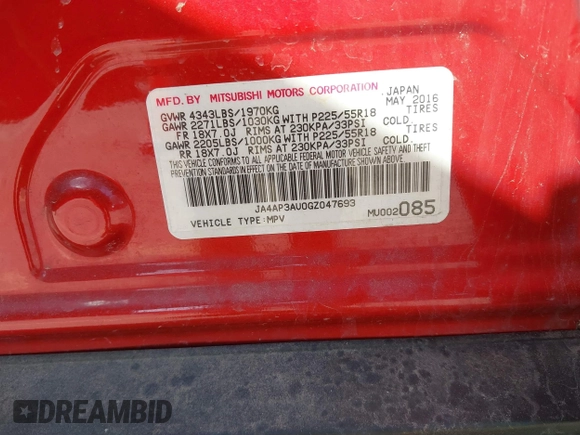 MFD. BY MITSUBISHI MOTORS CORPORATION. JAPAN
GVWR 4343LBS/1970KG MAY 2016
GAWR 2271LBS/1030KG WITH P225/55R18 TIRES
FR 18X7.0J RIMS AT 230KPA/33PSI COLD.
GAWR 2205LBS/1000KG WITH P225/55R18 TIRES
RR 18X7.0J RIMS AT 230KPA/33PSI COLD.
THIS VEHICLE CONFORMS TO ALL APPLICABLE FEDERAL MOTOR VEHICLE SAFETY AND THEFT
PREVENTION STANDARDS IN EFFECT ON THE DATE OF MANUFACTURE SHOWN ABOVE.
JA4AP3AU0GZ047693
VEHICLE TYPE:MPV MU002085
DREAMBID